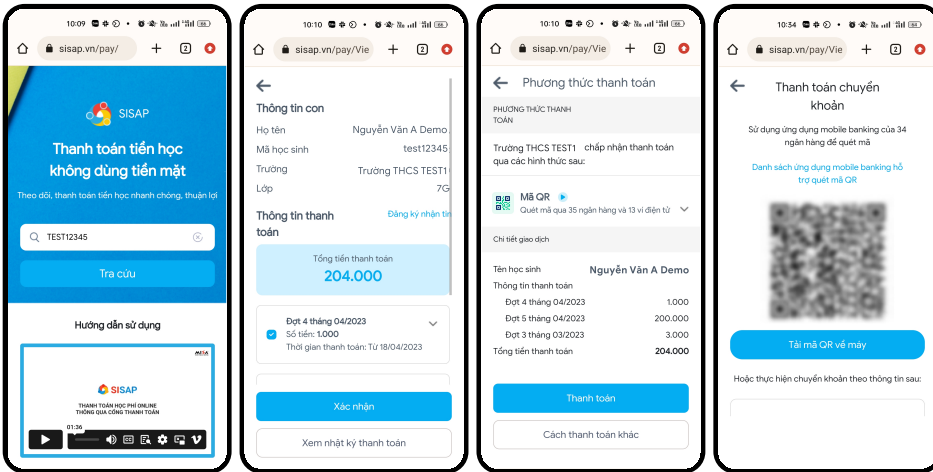 10:09
66
sisap.vn/pay/
2
SISAP
Thanh toán tiền học
không dùng tiền mặt
Theo dõi, thanh toán tiền học nhanh chóng, thuận lợi
TEST12345
Tra cứu
Hướng dẫn sử dụng
MISA
SISAP
THANH TOÁN HỌC PHÍ ONLINE
THÔNG QUA CỔNG THANH TOÁN
01:36
10:10
66
sisap.vn/pay/Vie
2
Thông tin con
Họ tên Nguyễn Văn A Demo
Mã học sinh test12345
Trường Trường THCS TEST1
Lớp 7G
Thông tin thanh toán Đăng ký nhận tin
Tổng tiền thanh toán
204.000
Đợt 4 tháng 04/2023
Số tiền: 1.000
Thời gian thanh toán: Từ 18/04/2023
Xác nhận
Xem nhật ký thanh toán
10:10
66
sisap.vn/pay/Vie
2
Phương thức thanh toán
PHƯƠNG THỨC THANH
TOÁN
Trường THCS TEST1 chấp nhận thanh toán
qua các hình thức sau:
Mã QR
Quét mã qua 35 ngân hàng và 13 ví điện tử
Chi tiết giao dịch
Tên học sinh Nguyễn Văn A Demo
Thông tin thanh toán
Đợt 4 tháng 04/2023 1.000
Đợt 5 tháng 04/2023 200.000
Đợt 3 tháng 03/2023 3.000
Tổng tiền thanh toán 204.000
Thanh toán
Cách thanh toán khác
10:34
64
sisap.vn/pay/Vie
2
Thanh toán chuyển
khoản
Sử dụng ứng dụng mobile banking của 34
ngân hàng để quét mã
Danh sách ứng dụng mobile banking hỗ
trợ quét mã QR
Tải mã QR về máy
Hoặc thực hiện chuyển khoản theo thông tin sau: